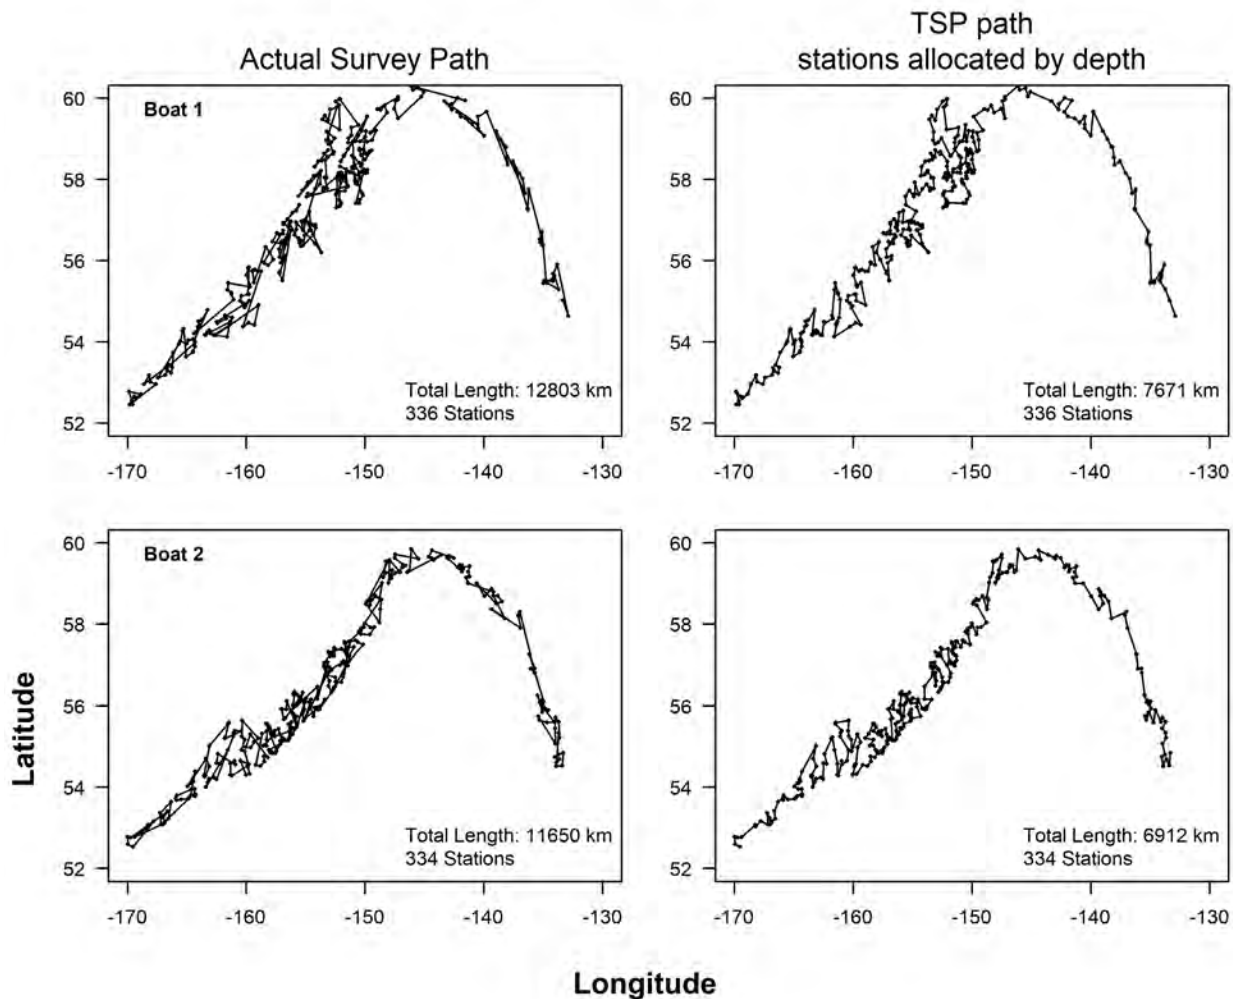 Actual Survey Path
TSP path
stations allocated by depth
Boat 1
60
58
56
54
52
Total Length: 12803 km
336 Stations
-170 -160 -150 -140 -130
60
58
56
54
52
Total Length: 7671 km
336 Stations
-170 -160 -150 -140 -130
Boat 2
60
58
56
54
52
Total Length: 11650 km
334 Stations
-170 -160 -150 -140 -130
60
58
56
54
52
Total Length: 6912 km
334 Stations
-170 -160 -150 -140 -130
Latitude
Longitude